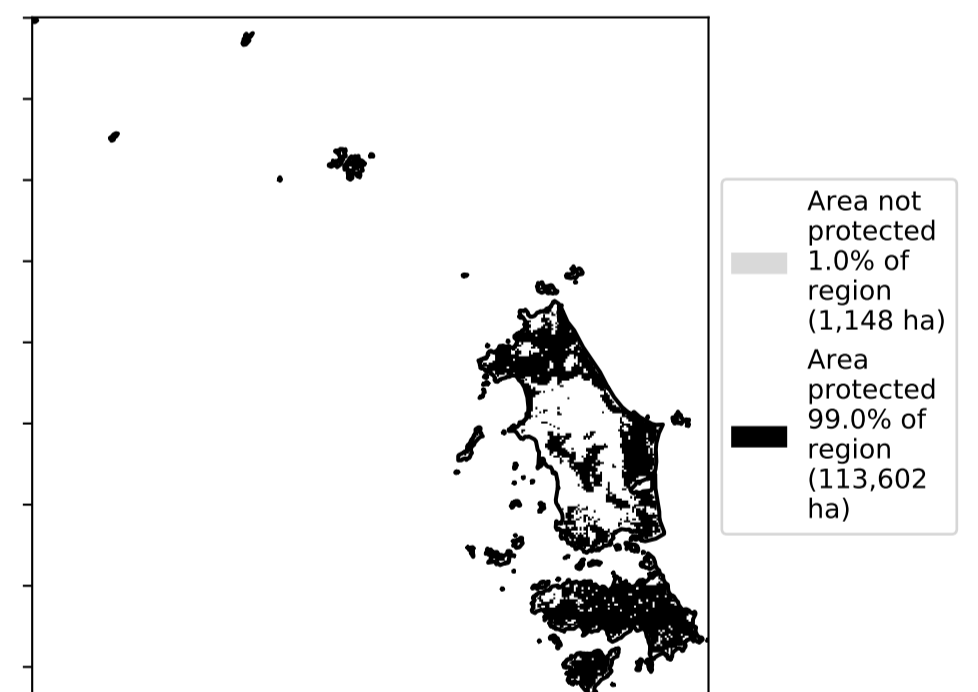 Area not
protected
1.0% of
region
(1,148 ha)
Area
protected
99.0% of
region
(113,602
ha)